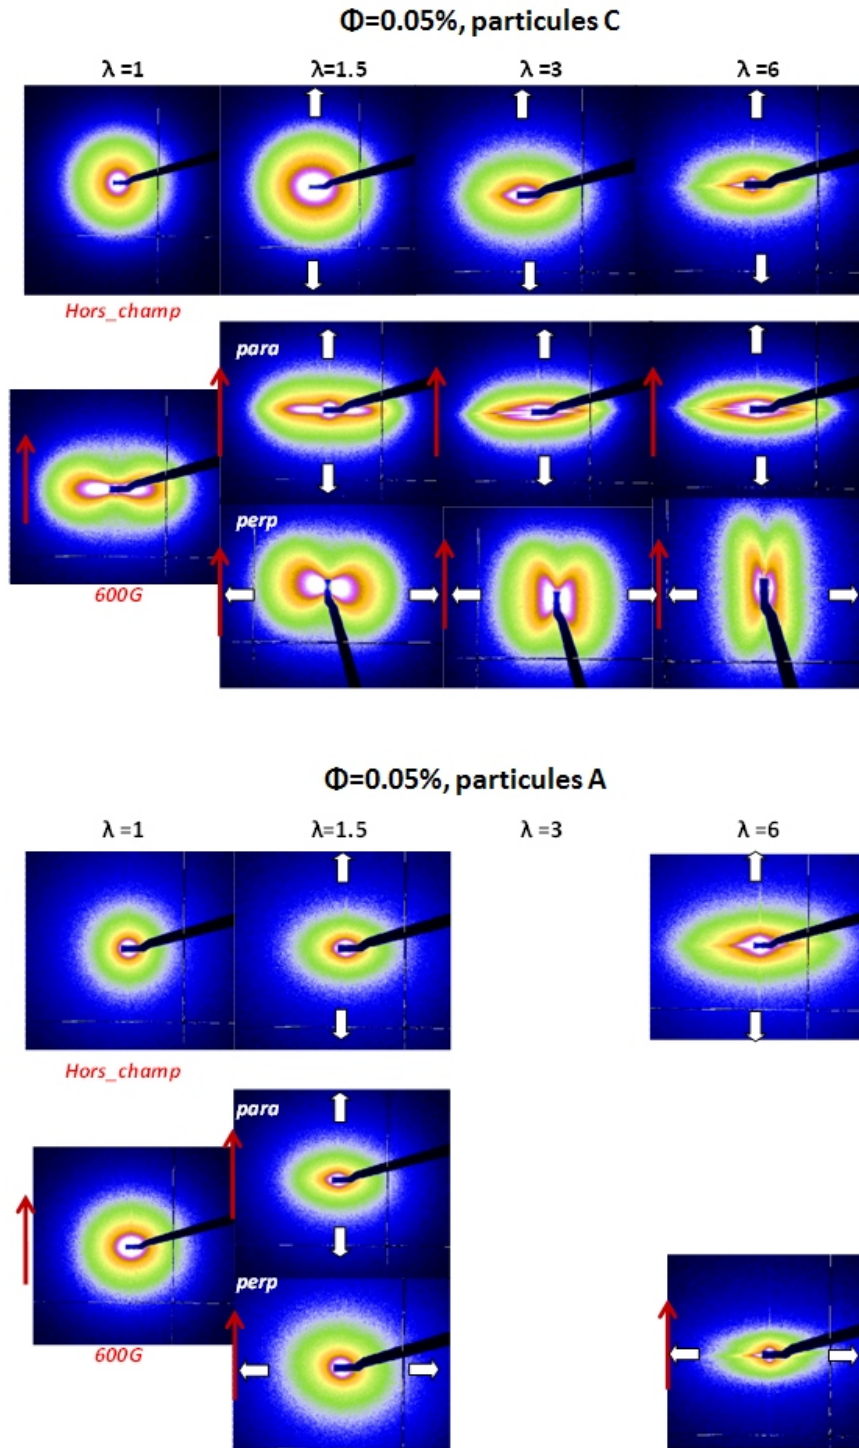 Φ=0.05%, particules C
λ =1 λ=1.5 λ =3 λ =6
Hors_champ
para
perp
600G
Φ=0.05%, particules A
λ =1 λ=1.5 λ =3 λ =6
Hors_champ
para
perp
600G